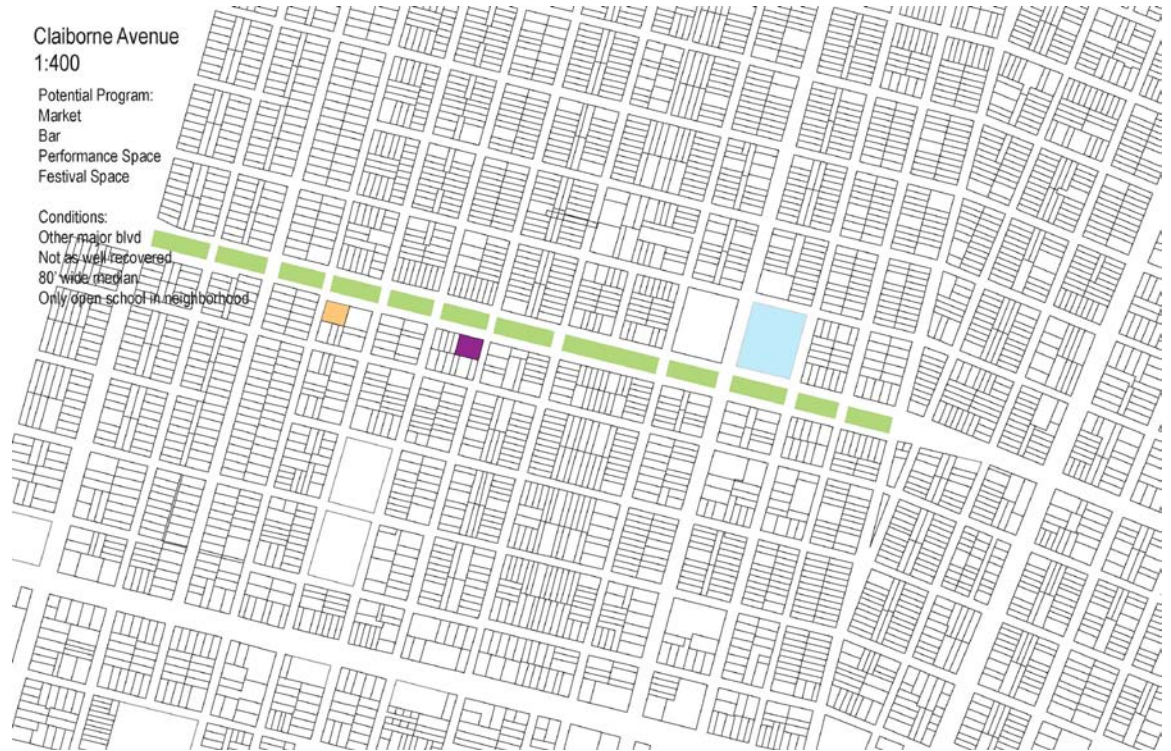 Claiborne Avenue
1:400
Potential Program:
Market
Bar
Performance Space
Festival Space
Conditions:
Other major blvd
Not as well recovered
80' wide median
Only open school in neighborhood